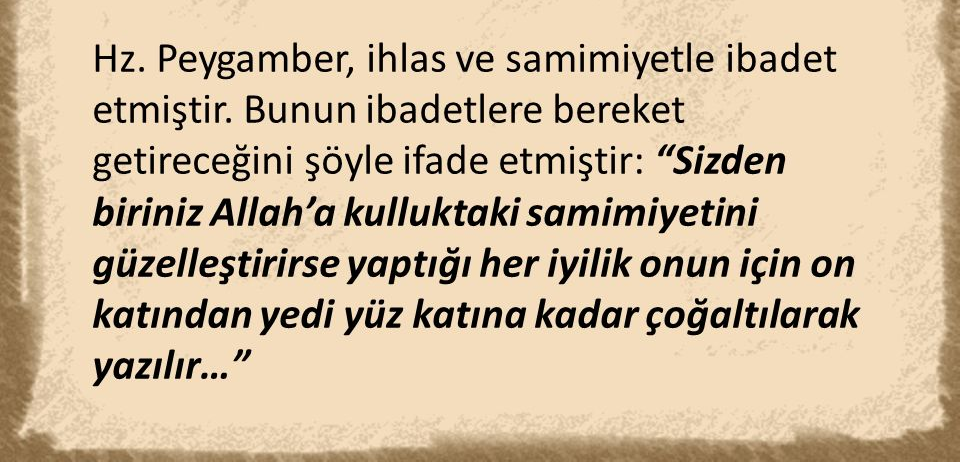 Hz. Peygamber, ihlas ve samimiyetle ibadet
etmiştir. Bunun ibadetlere bereket
getireceğini şöyle ifade etmiştir: “Sizden
biriniz Allah’a kulluktaki samimiyetini
güzelleştirirse yaptığı her iyilik onun için on
katından yedi yüz katına kadar çoğaltılarak
yazılır…”